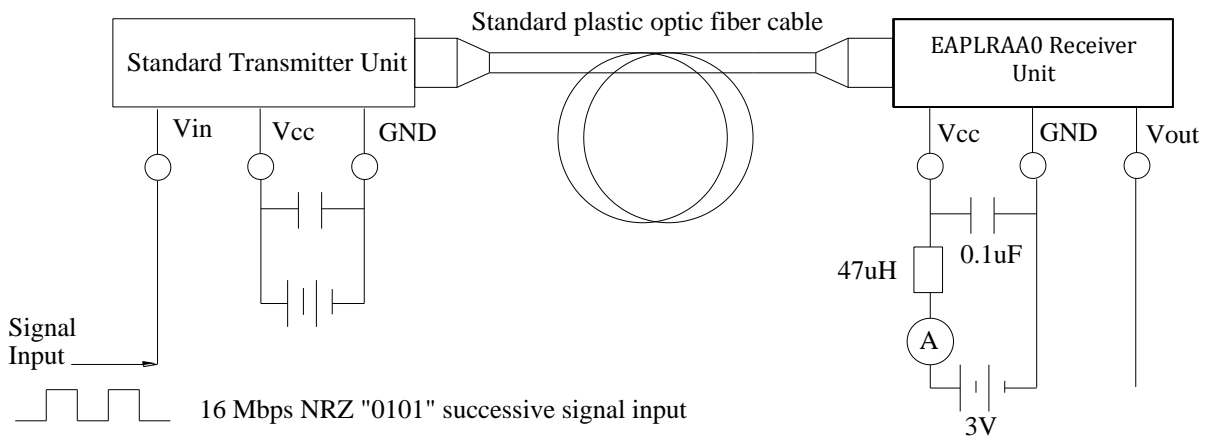 Standard plastic optic fiber cable
Standard Transmitter Unit
EAPLRAA0 Receiver
Unit
Vin
Vcc
GND
Vcc
GND
Vout
0.1uF
47uH
A
Signal
Input
3V
16 Mbps NRZ "0101" successive signal input